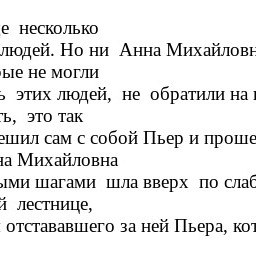 е несколько
людей. Но ни Анна Михайловн
ые не могли
ь этих людей, не обратили на
ть, это так
ешил сам с собой Пьер и проше
на Михайловна
ыми шагами шла вверх по слаб
й лестнице,
отстававшего за ней Пьера, кот